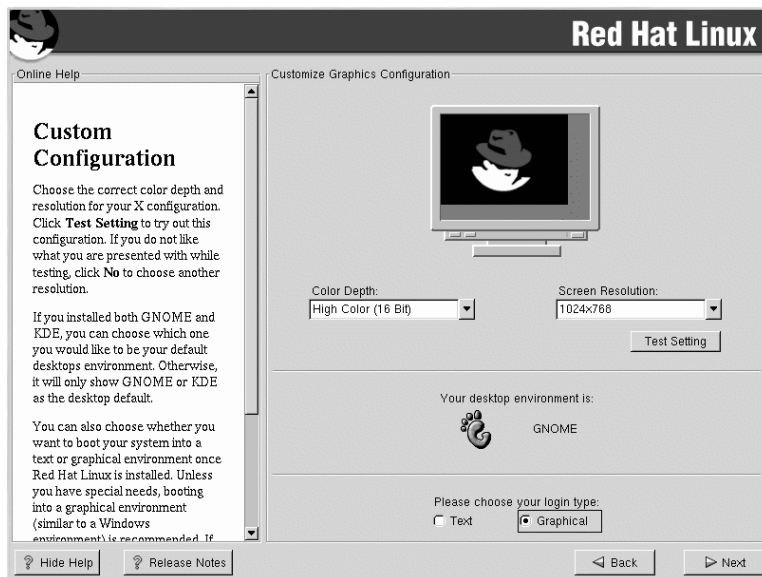 Red Hat Linux
Online Help
Custom
Configuration
Choose the correct color depth and
resolution for your X configuration.
Click Test Setting to try out this
configuration. If you do not like
what you are presented with while
testing, click No to choose another
resolution.
If you installed both GNOME and
KDE, you can choose which one
you would like to be your default
desktops environment. Otherwise,
it will only show GNOME or KDE
as the desktop default.
You can also choose whether you
want to boot your system into a
text or graphical environment once
Red Hat Linux is installed. Unless
you have special needs, booting
into a graphical environment
(similar to a Windows
environment) is recommended. If
Customize Graphics Configuration
Color Depth:
High Color (16 Bit)
Screen Resolution:
1024x768
Test Setting
Your desktop environment is:
GNOME
Please choose your login type:
Text
Graphical
Hide Help
Release Notes
Back
Next